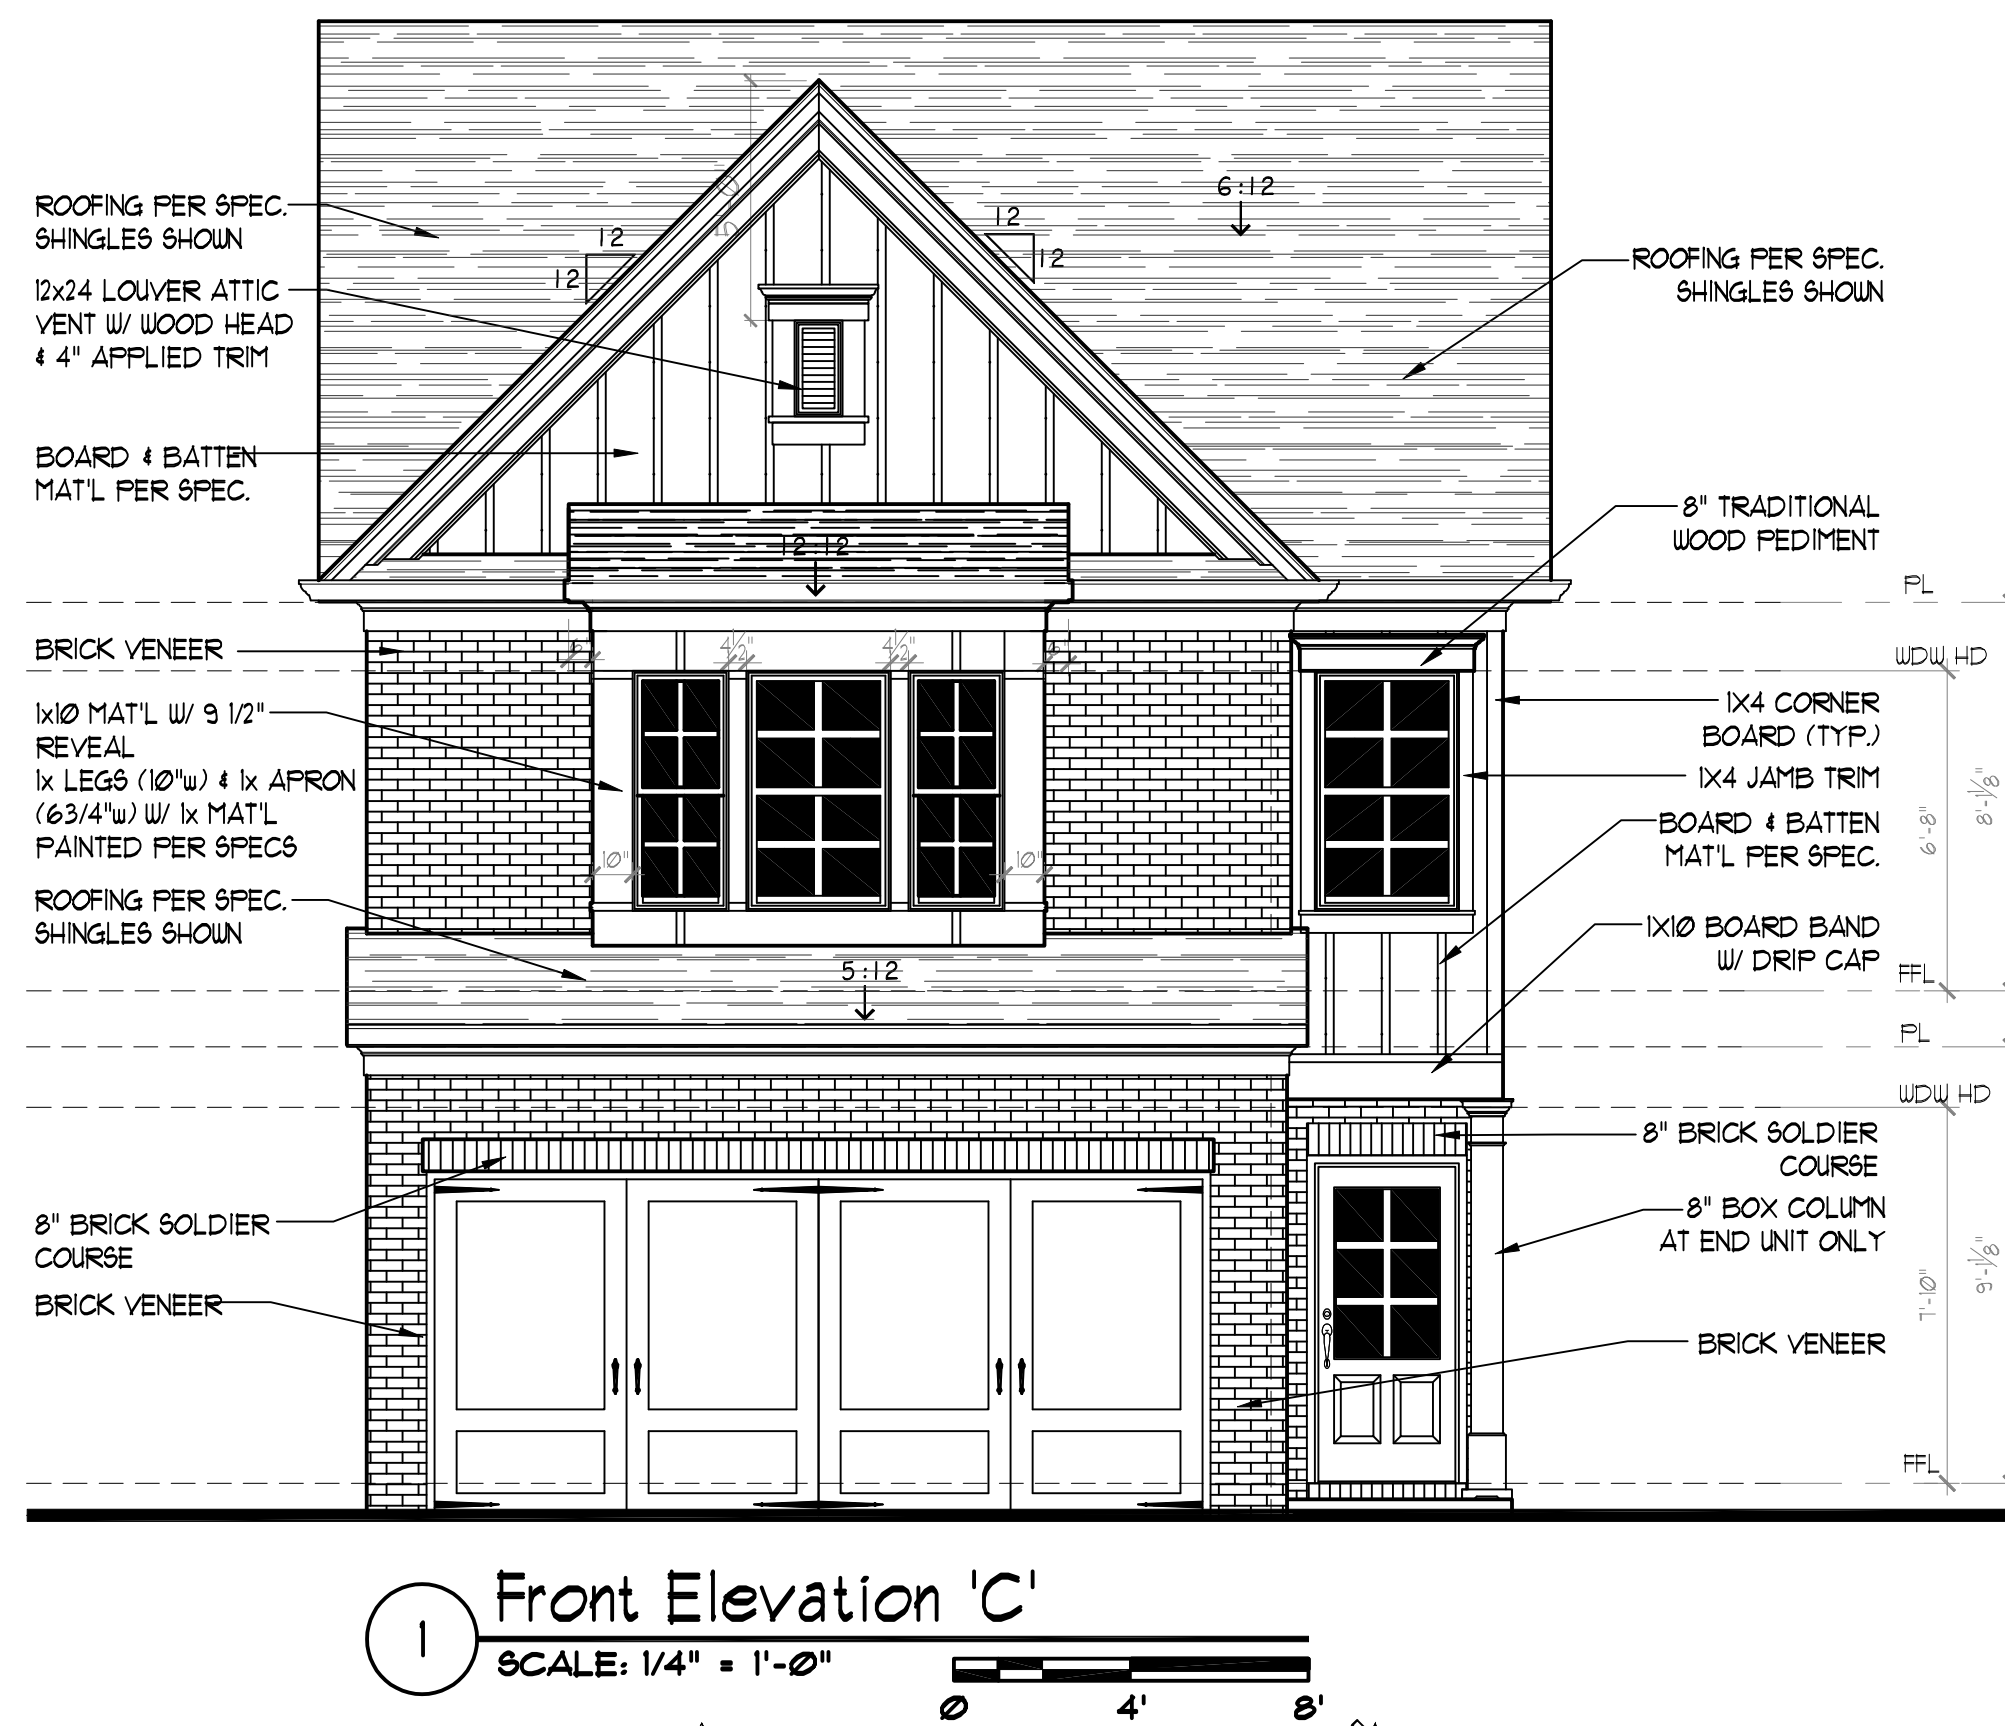 ROOFING PER SPEC.
SHINGLES SHOWN
12x24 LOUVER ATTIC
VENT W/ WOOD HEAD
& 4" APPLIED TRIM
BOARD & BATTEN
MAT'L PER SPEC.
BRICK VENEER
1x10 MAT'L W/ 9 1/2"
REVEAL
1x LEGS (10"w) & 1x APRON
(63/4"w) W/ 1x MAT'L
PAINTED PER SPECS
ROOFING PER SPEC.
SHINGLES SHOWN
8" BRICK SOLDIER
COURSE
BRICK VENEER
12
12
12
12
6:12
12:12
4 1/2"
4 1/2"
10"
10"
5:12
ROOFING PER SPEC.
SHINGLES SHOWN
8" TRADITIONAL
WOOD PEDIMENT
PL
WDW HD
1X4 CORNER
BOARD (TYP.)
1X4 JAMB TRIM
BOARD & BATTEN
MAT'L PER SPEC.
6'-8"
8'-1 1/8"
1X10 BOARD BAND
W/ DRIP CAP
FFL
PL
WDW HD
8" BRICK SOLDIER
COURSE
8" BOX COLUMN
AT END UNIT ONLY
7'-10"
9'-1 1/8"
BRICK VENEER
FFL
1
Front Elevation 'C'
SCALE: 1/4" = 1'-0"
0 4' 8'